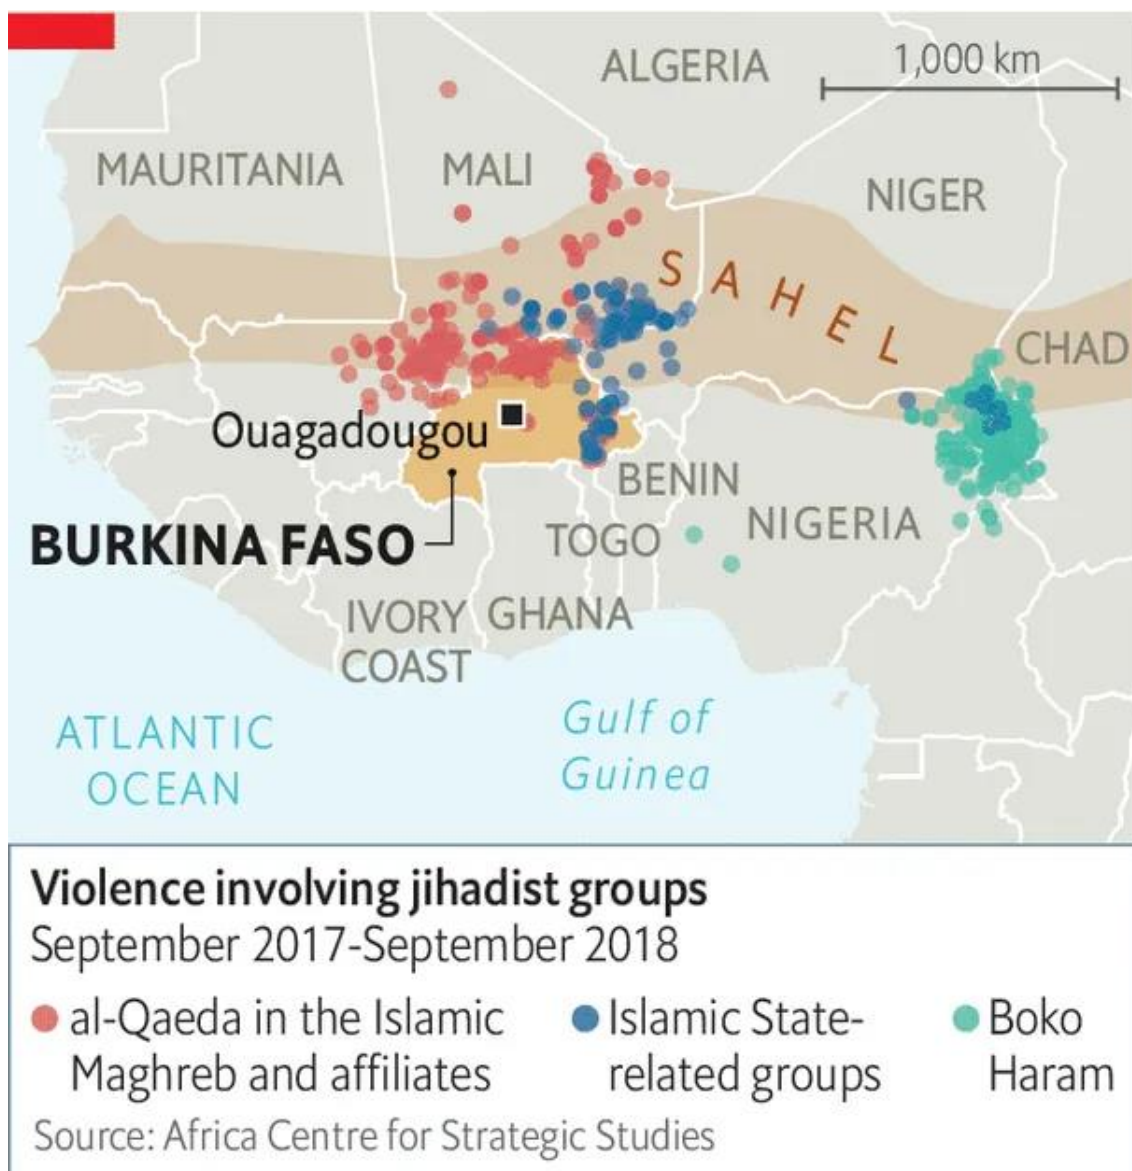 ALGERIA
1,000 km
MAURITANIA
MALI
NIGER
SAHEL
CHAD
Ouagadougou
BENIN
BURKINA FASO
TOGO
NIGERIA
IVORY
COAST
GHANA
ATLANTIC
OCEAN
Gulf of
Guinea
Violence involving jihadist groups
September 2017-September 2018
al-Qaeda in the Islamic
Maghreb and affiliates
Islamic State-
related groups
Boko
Haram
Source: Africa Centre for Strategic Studies